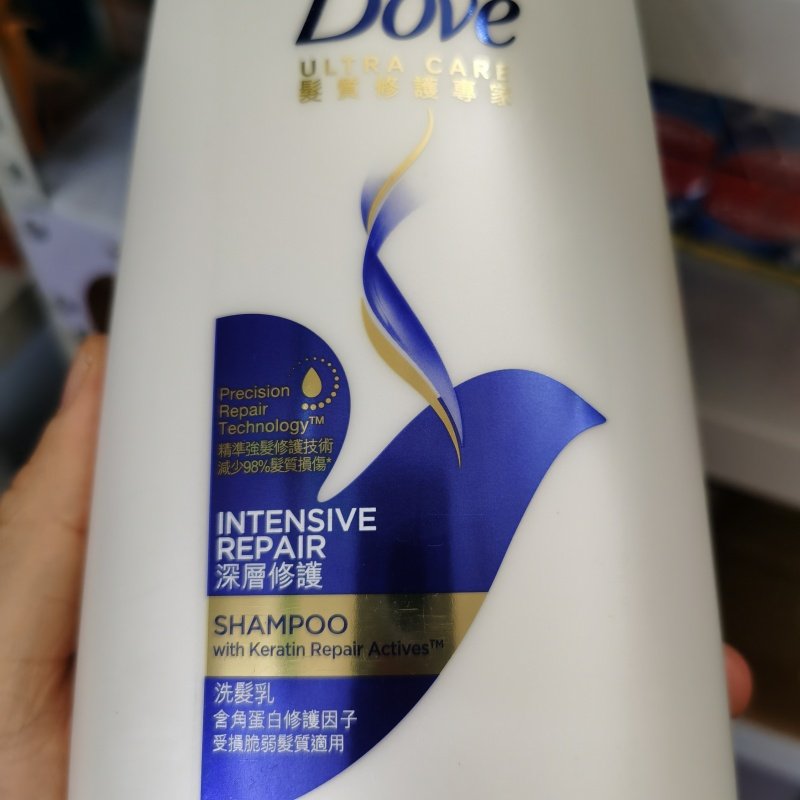 Dove
ULTRA CARE
髮質修護專家
Precision
Repair
Technology™
精準強髮修護技術
減少98%髮質損傷*
INTENSIVE
REPAIR
深層修護
SHAMPOO
with Keratin Repair Actives™
洗髮乳
含角蛋白修護因子
受損脆弱髮質適用